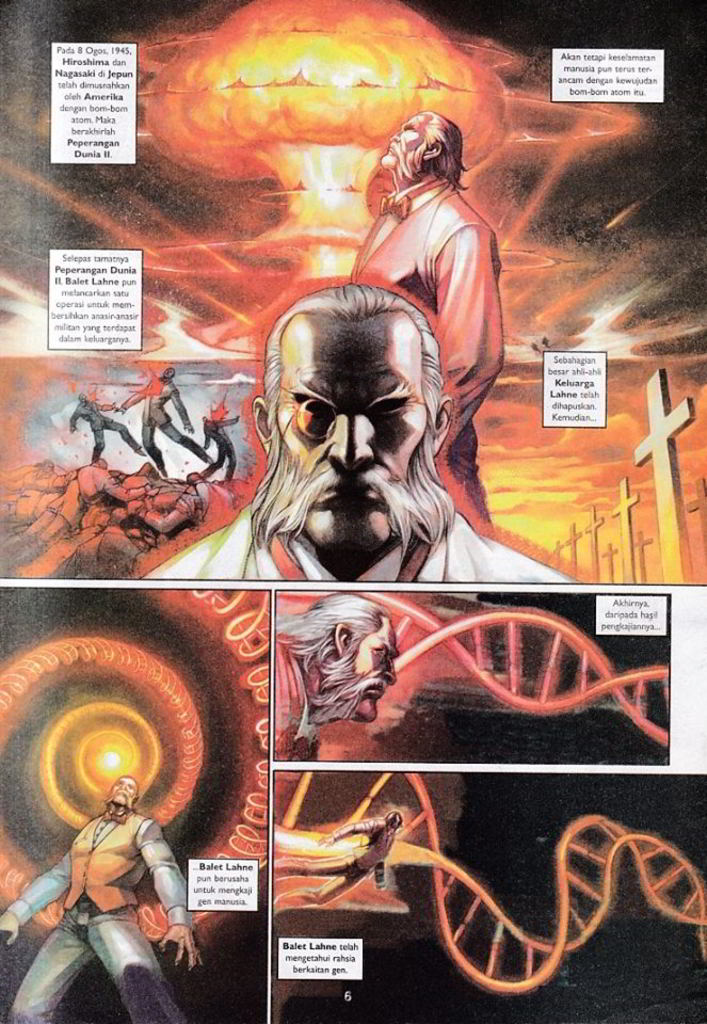 Pada 8 Ogos, 1945,
Hiroshima dan
Nagasaki di Jepun
telah dimusnahkan
oleh Amerika
dengan bom-bom
atom. Maka
berakhirlah
Peperangan
Dunia II.
Akan tetapi keselamatan
manusia pun terus ter-
ancam dengan kewujudan
bom-bom atom itu.
Selepas tamatnya
Peperangan Dunia
II, Balet Lahne pun
melancarkan satu
operasi untuk mem-
bersihkan anasir-anasir
militan yang terdapat
dalam keluarganya.
Sebahagian
besar ahli-ahli
Keluarga
Lahne telah
dihapuskan.
Kemudian...
...Balet Lahne
pun berusaha
untuk mengkaji
gen manusia.
Akhirnya,
daripada hasil
pengkajiannya...
Balet Lahne telah
mengetahui rahsia
berkaitan gen.
6